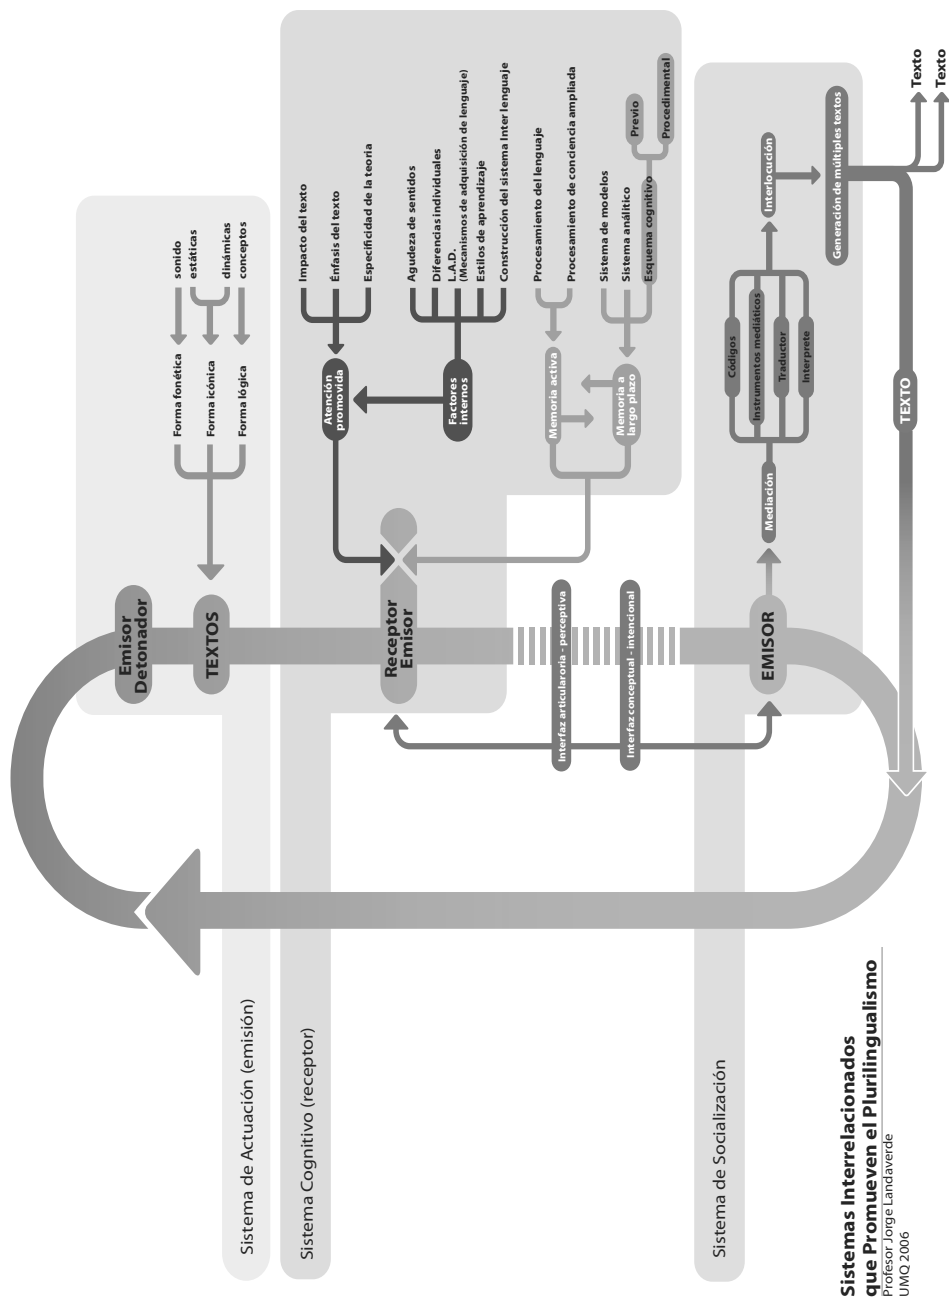 Sistemas Interrelacionados
que Promueven el Plurilingualismo
Profesor Jorge Landaverde
UMQ 2006
Sistema de Actuación (emisión)
Emisor
Detonador
TEXTOS
Forma fonética
sonido
Forma icónica
estáticas
dinámicas
Forma lógica
conceptos
Sistema Cognitivo (receptor)
Receptor
Emisor
Atención
promovida
Impacto del texto
Énfasis del texto
Especificidad de la teoria
Factores
internos
Agudeza de sentidos
Diferencias individuales
L.A.D.
(Mecanismos de adquisición de lenguaje)
Estilos de aprendizaje
Construcción del sistema Inter lenguaje
Memoria activa
Procesamiento del lenguaje
Procesamiento de conciencia ampliada
Memoria a
largo plazo
Sistema de modelos
Sistema análitico
Esquema cognitivo
Previo
Procedimental
Interfaz articularoria - perceptiva
Interfaz conceptual - intencional
Sistema de Socialización
EMISOR
Mediación
Códigos
Instrumentos mediáticos
Traductor
Interprete
Interlocución
Generación de múltiples textos
TEXTO
Texto
Texto